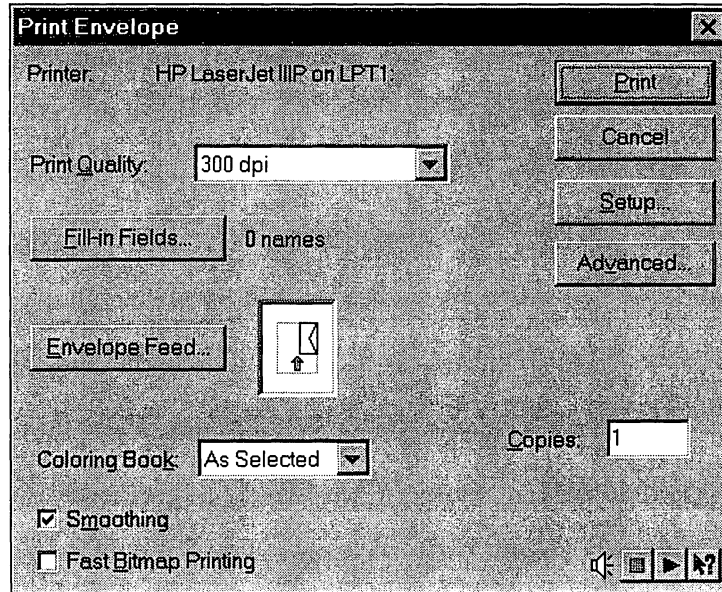 Print Envelope
Printer: HP LaserJet IIIP on LPT1:
Print
Cancel
Print Quality: 300 dpi
Setup...
Fill-in Fields... 0 names
Advanced...
Envelope Feed...
Copies: 1
Coloring Book: As Selected
Smoothing
Fast Bitmap Printing
?